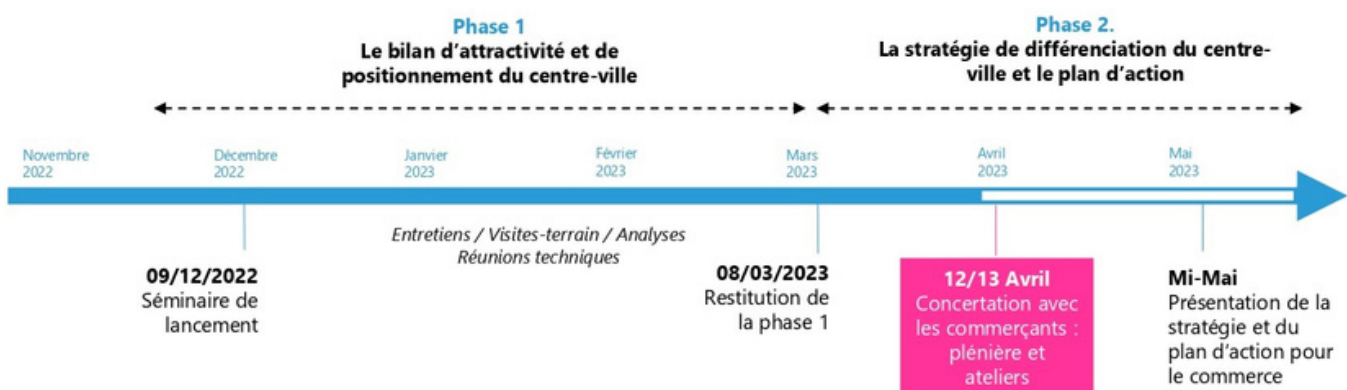 Phase 1
Le bilan d’attractivité et de
positionnement du centre-ville
Phase 2.
La stratégie de différenciation du centre-
ville et le plan d’action
Novembre
2022
Décembre
2022
Janvier
2023
Février
2023
Mars
2023
Avril
2023
Mai
2023
Entretiens / Visites-terrain / Analyses
Réunions techniques
09/12/2022
Séminaire de
lancement
08/03/2023
Restitution de
la phase 1
12/13 Avril
Concertation avec
les commerçants :
plénière et
ateliers
Mi-Mai
Présentation de la
stratégie et du
plan d’action pour
le commerce